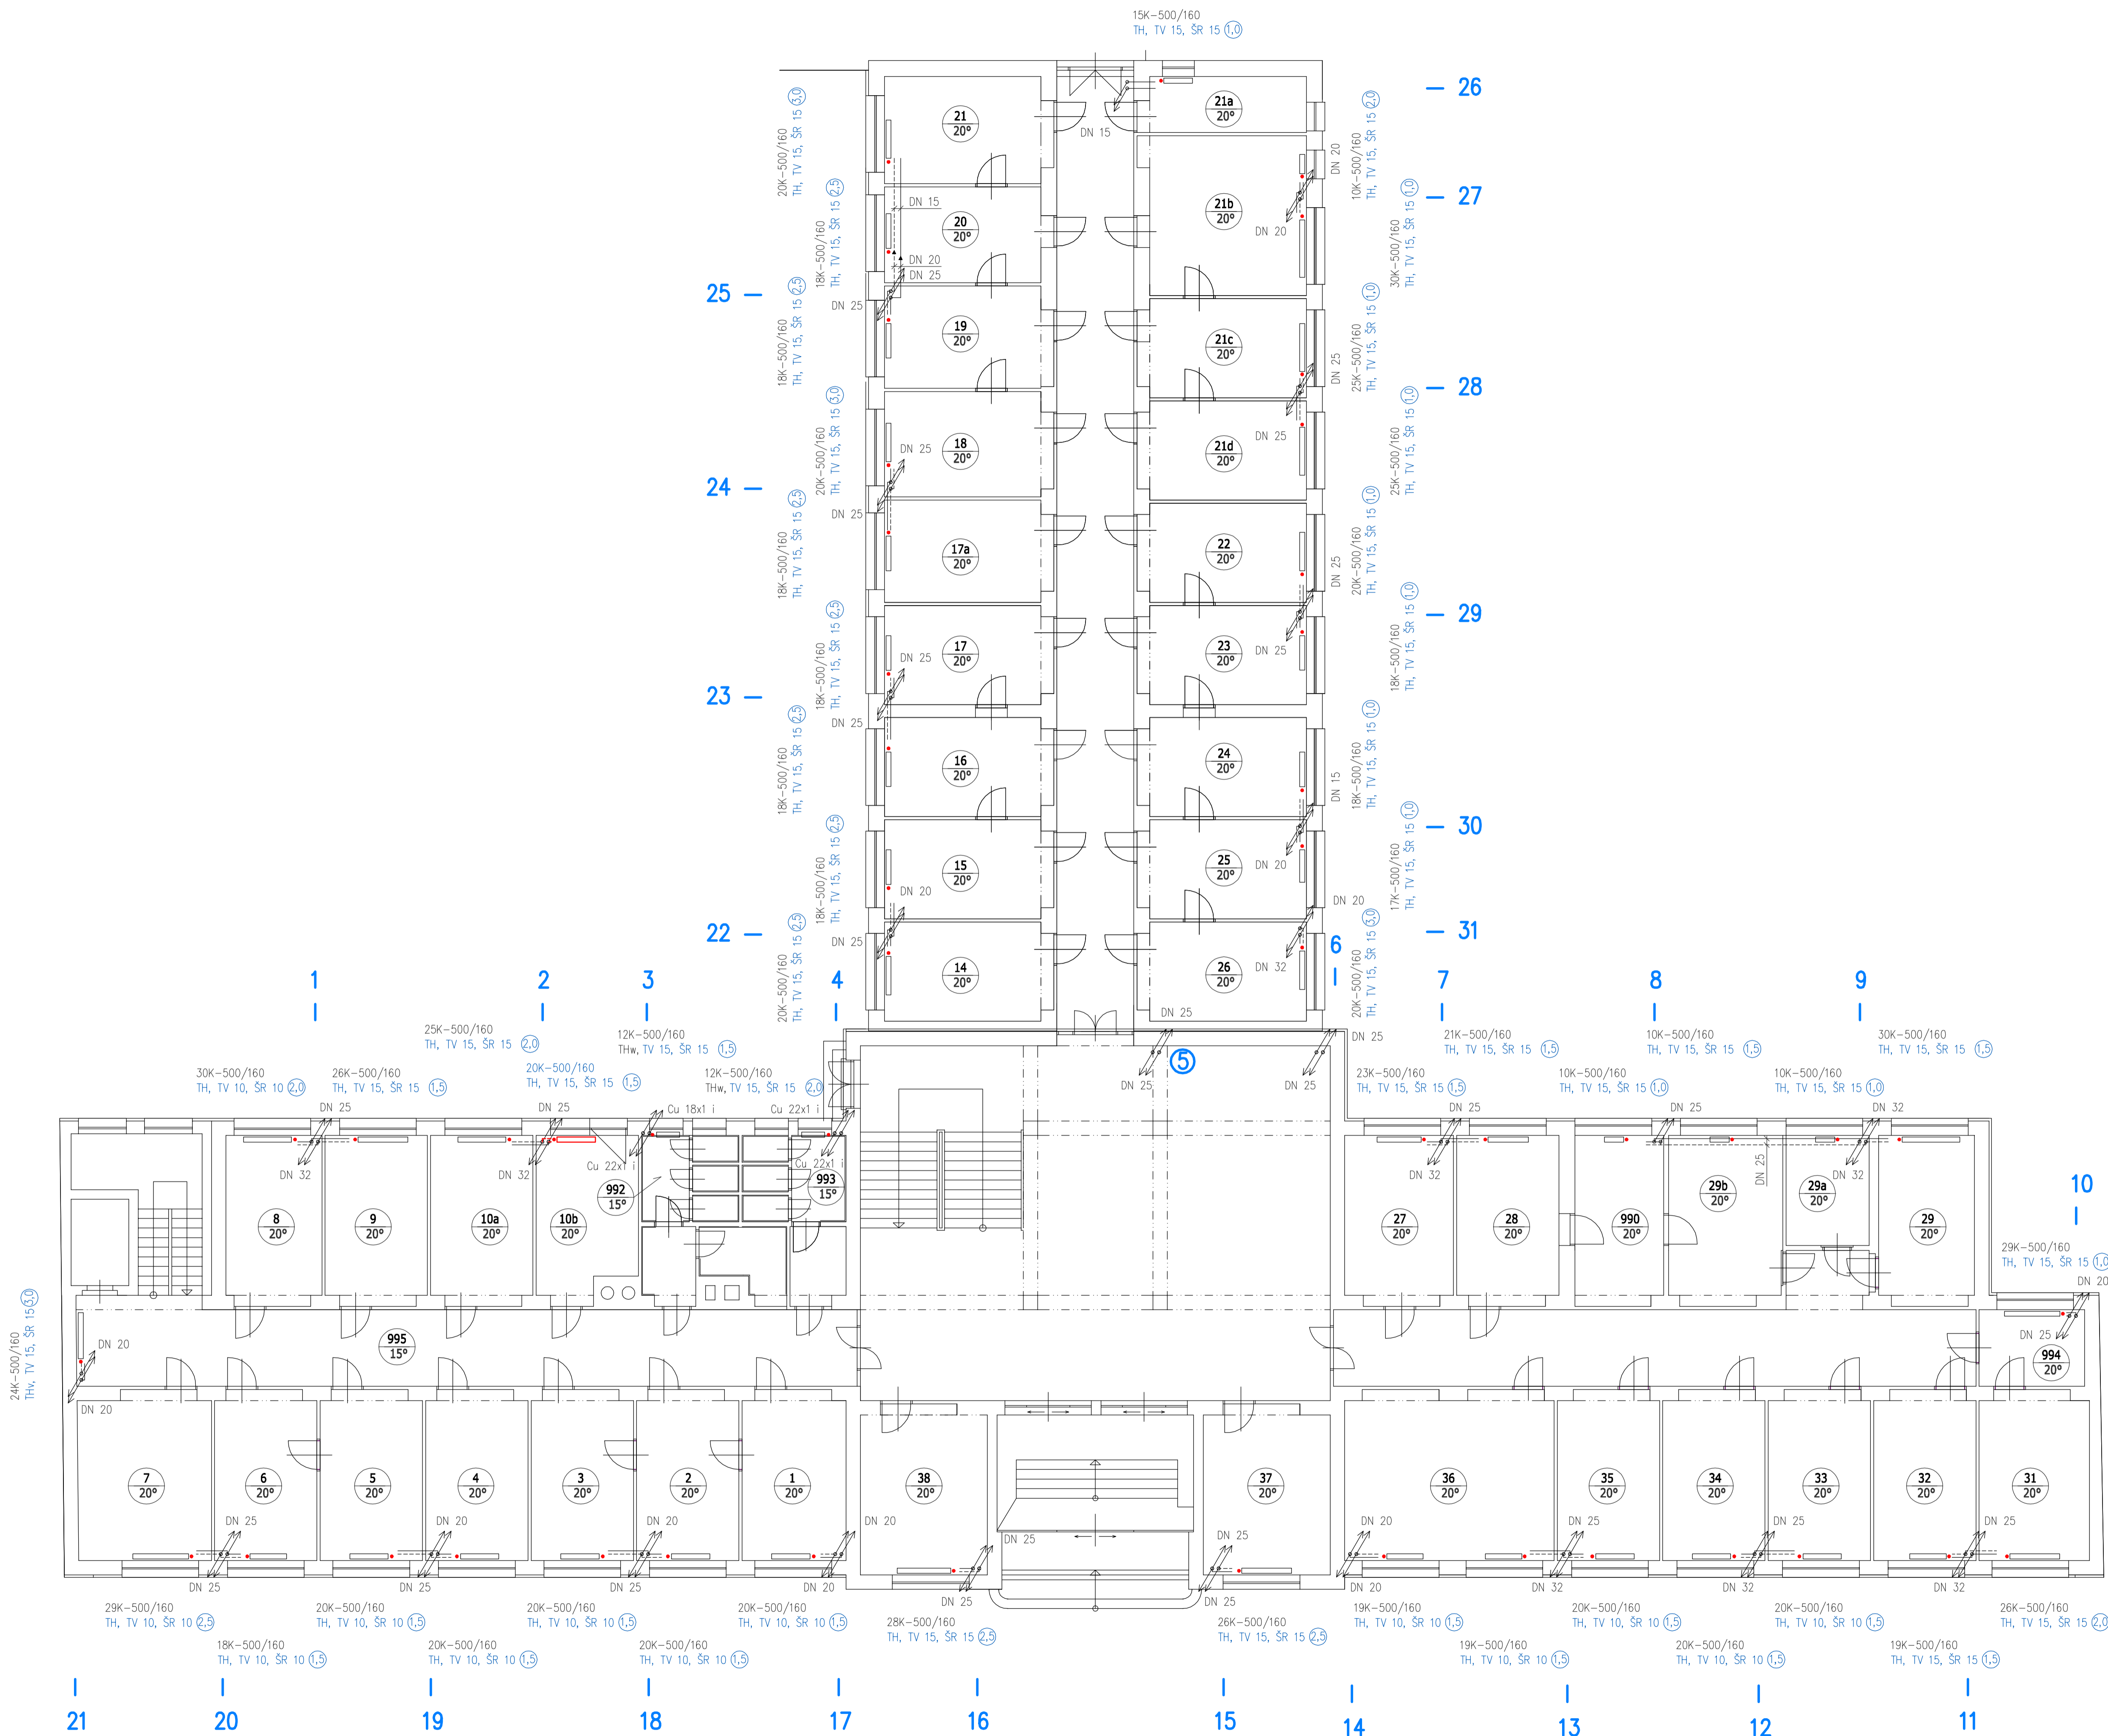 15K-500/160
TH, TV 15, ŠR 15 (1,0)
26
21
20°
21a
20°
DN 15
20K-500/160
TH, TV 15, ŠR 15 (3,0)
DN 20
10K-500/160
TH, TV 15, ŠR 15 (2,0)
27
DN 15
20
20°
21b
20°
DN 20
18K-500/160
TH, TV 15, ŠR 15 (2,5)
30K-500/160
TH, TV 15, ŠR 15 (1,0)
DN 20
DN 25
25
DN 25
19
20°
21c
20°
18K-500/160
TH, TV 15, ŠR 15 (2,5)
DN 25
25K-500/160
TH, TV 15, ŠR 15 (1,0)
28
18
20°
DN 25
21d
20°
DN 25
20K-500/160
TH, TV 15, ŠR 15 (3,0)
25K-500/160
TH, TV 15, ŠR 15 (1,0)
24
DN 25
17a
20°
22
20°
18K-500/160
TH, TV 15, ŠR 15 (2,5)
DN 25
20K-500/160
TH, TV 15, ŠR 15 (1,0)
29
17
20°
DN 25
23
20°
DN 25
18K-500/160
TH, TV 15, ŠR 15 (2,5)
18K-500/160
TH, TV 15, ŠR 15 (1,0)
23
DN 25
16
20°
24
20°
18K-500/160
TH, TV 15, ŠR 15 (2,5)
DN 15
18K-500/160
TH, TV 15, ŠR 15 (1,0)
30
15
20°
DN 20
25
20°
DN 20
18K-500/160
TH, TV 15, ŠR 15 (2,5)
17K-500/160
TH, TV 15, ŠR 15 (1,0)
DN 20
22
DN 25
31
14
20°
26
20°
DN 32
DN 25
20K-500/160
TH, TV 15, ŠR 15 (2,5)
20K-500/160
TH, TV 15, ŠR 15 (3,0)
6
1
2
3
4
7
8
9
25K-500/160
TH, TV 15, ŠR 15 (2,0)
12K-500/160
THw, TV 15, ŠR 15 (1,5)
DN 25
21K-500/160
TH, TV 15, ŠR 15 (1,5)
10K-500/160
TH, TV 15, ŠR 15 (1,5)
30K-500/160
TH, TV 15, ŠR 15 (1,5)
30K-500/160
TH, TV 10, ŠR 10 (2,0)
26K-500/160
TH, TV 15, ŠR 15 (1,5)
20K-500/160
TH, TV 15, ŠR 15 (1,5)
12K-500/160
THw, TV 15, ŠR 15 (2,0)
5
DN 25
DN 25
23K-500/160
TH, TV 15, ŠR 15 (1,5)
10K-500/160
TH, TV 15, ŠR 15 (1,0)
10K-500/160
TH, TV 15, ŠR 15 (1,0)
DN 25
DN 25
Cu 18x1 i
Cu 22x1 i
DN 25
DN 25
DN 32
DN 32
DN 32
Cu 22x1 i
Cu 22x1 i
DN 32
DN 25
DN 32
8
20°
9
20°
10a
20°
10b
20°
992
15°
993
15°
27
20°
28
20°
990
20°
29b
20°
29a
20°
29
20°
10
29K-500/160
TH, TV 15, ŠR 15 (1,0)
DN 20
24K-500/160
THv, TV 15, ŠR 15 (3,0)
DN 20
995
15°
DN 25
994
20°
DN 20
7
20°
6
20°
5
20°
4
20°
3
20°
2
20°
1
20°
38
20°
37
20°
36
20°
35
20°
34
20°
33
20°
32
20°
31
20°
DN 25
DN 20
DN 20
DN 20
DN 25
DN 25
DN 20
DN 25
DN 25
DN 25
DN 25
DN 25
DN 25
DN 20
DN 25
DN 25
DN 20
DN 32
DN 32
DN 32
29K-500/160
TH, TV 10, ŠR 10 (2,5)
20K-500/160
TH, TV 10, ŠR 10 (1,5)
20K-500/160
TH, TV 10, ŠR 10 (1,5)
20K-500/160
TH, TV 10, ŠR 10 (1,5)
28K-500/160
TH, TV 15, ŠR 15 (2,5)
26K-500/160
TH, TV 15, ŠR 15 (2,5)
19K-500/160
TH, TV 10, ŠR 10 (1,5)
20K-500/160
TH, TV 10, ŠR 10 (1,5)
20K-500/160
TH, TV 10, ŠR 10 (1,5)
26K-500/160
TH, TV 15, ŠR 15 (2,0)
18K-500/160
TH, TV 10, ŠR 10 (1,5)
20K-500/160
TH, TV 10, ŠR 10 (1,5)
20K-500/160
TH, TV 10, ŠR 10 (1,5)
19K-500/160
TH, TV 10, ŠR 10 (1,5)
20K-500/160
TH, TV 10, ŠR 10 (1,5)
19K-500/160
TH, TV 15, ŠR 15 (1,5)
21
20
19
18
17
16
15
14
13
12
11